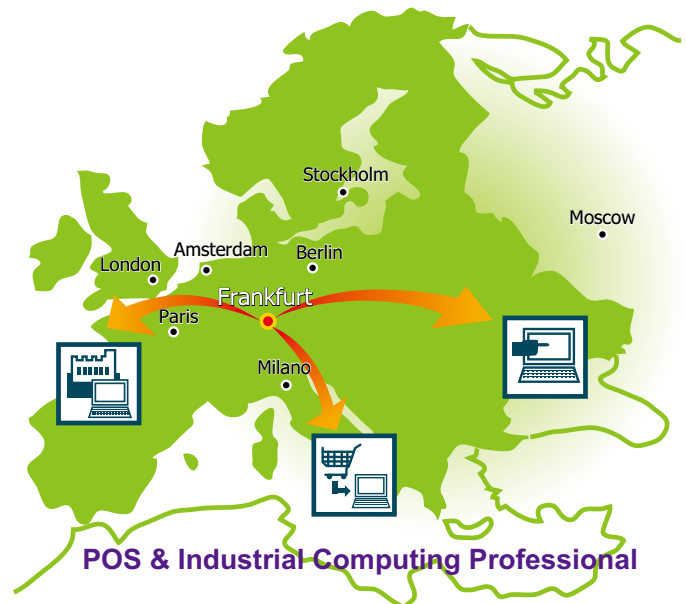 Stockholm
Moscow
Amsterdam
Berlin
London
Frankfurt
Paris
Milano
POS & Industrial Computing Professional